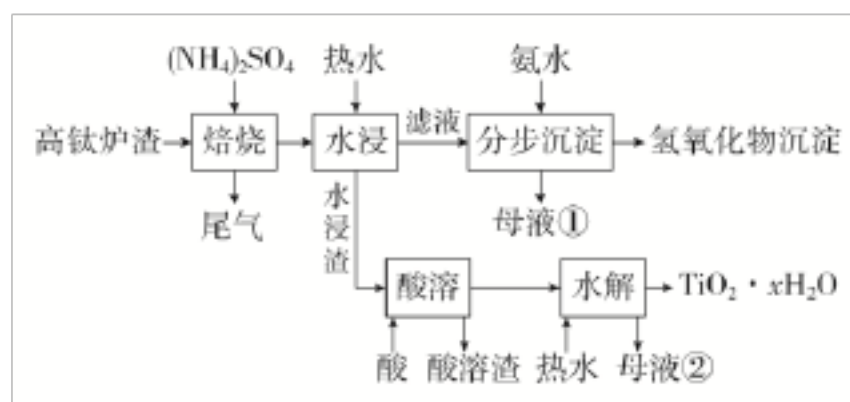 (NH₄)₂SO₄ 热水 氨水
高钛炉渣 焙烧 水浸 滤液 分步沉淀 氢氧化物沉淀
尾气 水浸渣 母液①
酸溶 水解 TiO₂·xH₂O
酸 酸溶渣 热水 母液②